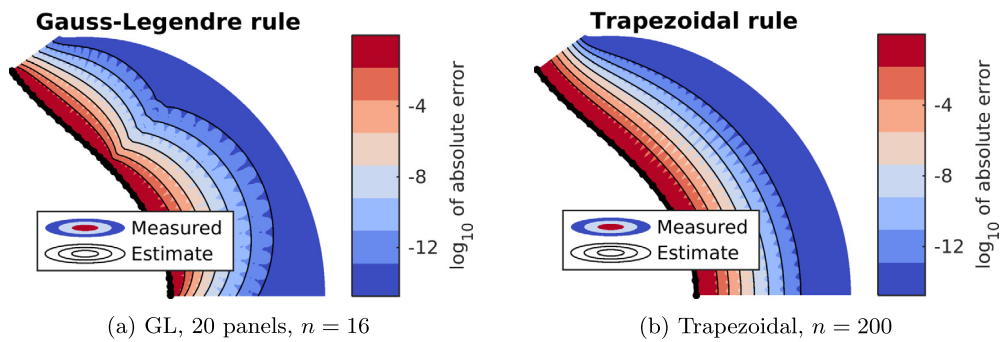 Gauss-Legendre rule
-4
-8
-12
log10 of absolute error
Measured
Estimate
(a) GL, 20 panels, n = 16
Trapezoidal rule
-4
-8
-12
log10 of absolute error
Measured
Estimate
(b) Trapezoidal, n = 200